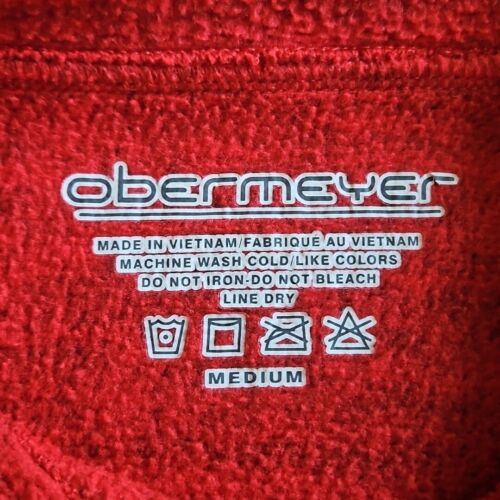 obermeyer
MADE IN VIETNAM/FABRIQUE AU VIETNAM
MACHINE WASH COLD/LIKE COLORS
DO NOT IRON-DO NOT BLEACH
LINE DRY
MEDIUM